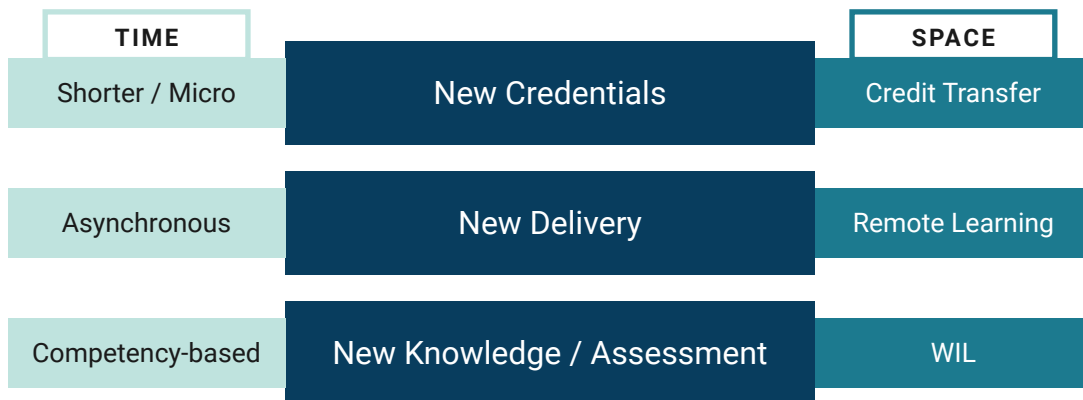 TIME
SPACE
Shorter / Micro
New Credentials
Credit Transfer
Asynchronous
New Delivery
Remote Learning
Competency-based
New Knowledge / Assessment
WIL